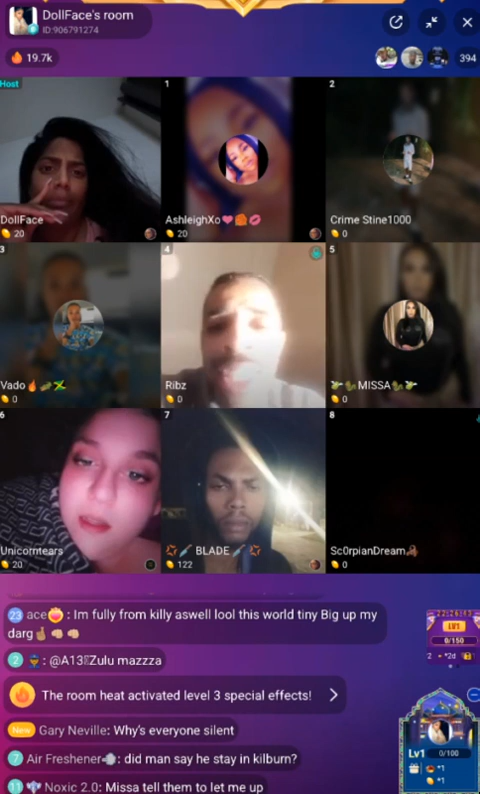 DollFace's room
ID:906791274
19.7k
394
Host
DollFace
20
1
AshleighXo
20
2
Crime Stine1000
0
3
Vado
0
4
Ribz
0
5
MISSA
0
6
Unicorntears
20
7
BLADE
122
8
Sc0rpianDream
0
23 ace : Im fully from killy aswell lool this world tiny Big up my
darg
2 : @A13 Zulu mazzza
The room heat activated level 3 special effects!
New Gary Neville: Why's everyone silent
7 Air Freshener : did man say he stay in kilburn?
11 Noxic 2.0: Missa tell them to let me up
LV1
0/150
Lv1 0/100
*1
*1